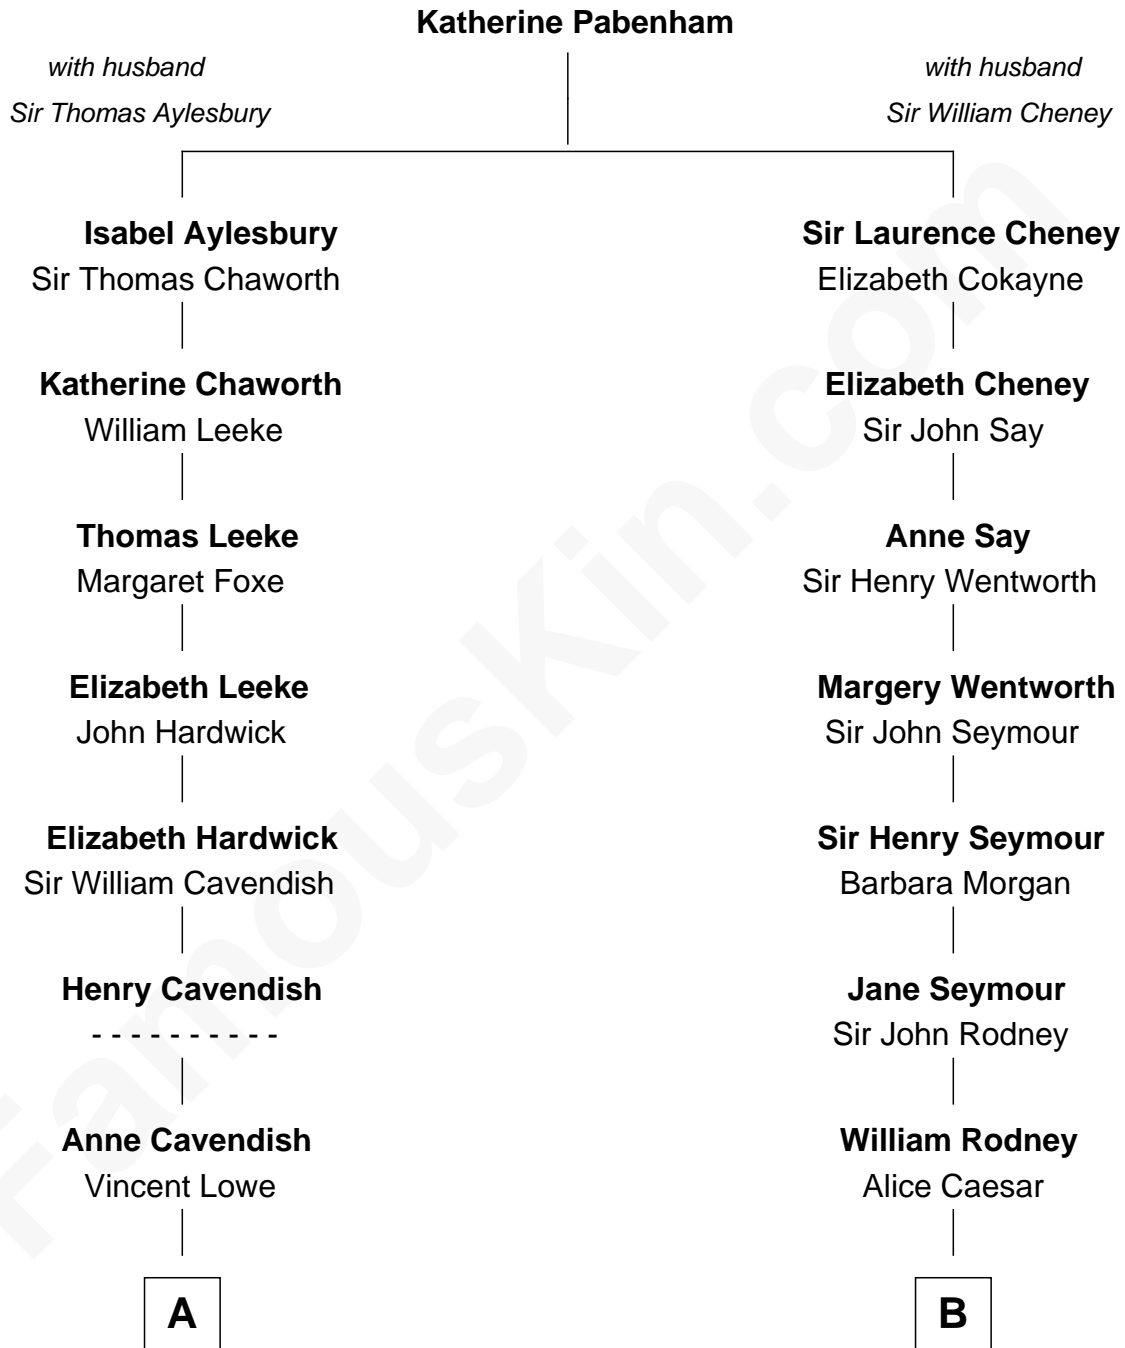 Katherine Pabenham
with husband
Sir Thomas Aylesbury
with husband
Sir William Cheney
Isabel Aylesbury
Sir Thomas Chaworth
Katherine Chaworth
William Leeke
Thomas Leeke
Margaret Foxe
Elizabeth Leeke
John Hardwick
Elizabeth Hardwick
Sir William Cavendish
Henry Cavendish
- - - - - - - - - -
Anne Cavendish
Vincent Lowe
A
Sir Laurence Cheney
Elizabeth Cokayne
Elizabeth Cheney
Sir John Say
Anne Say
Sir Henry Wentworth
Margery Wentworth
Sir John Seymour
Sir Henry Seymour
Barbara Morgan
Jane Seymour
Sir John Rodney
William Rodney
Alice Caesar
B
FamousKin.com